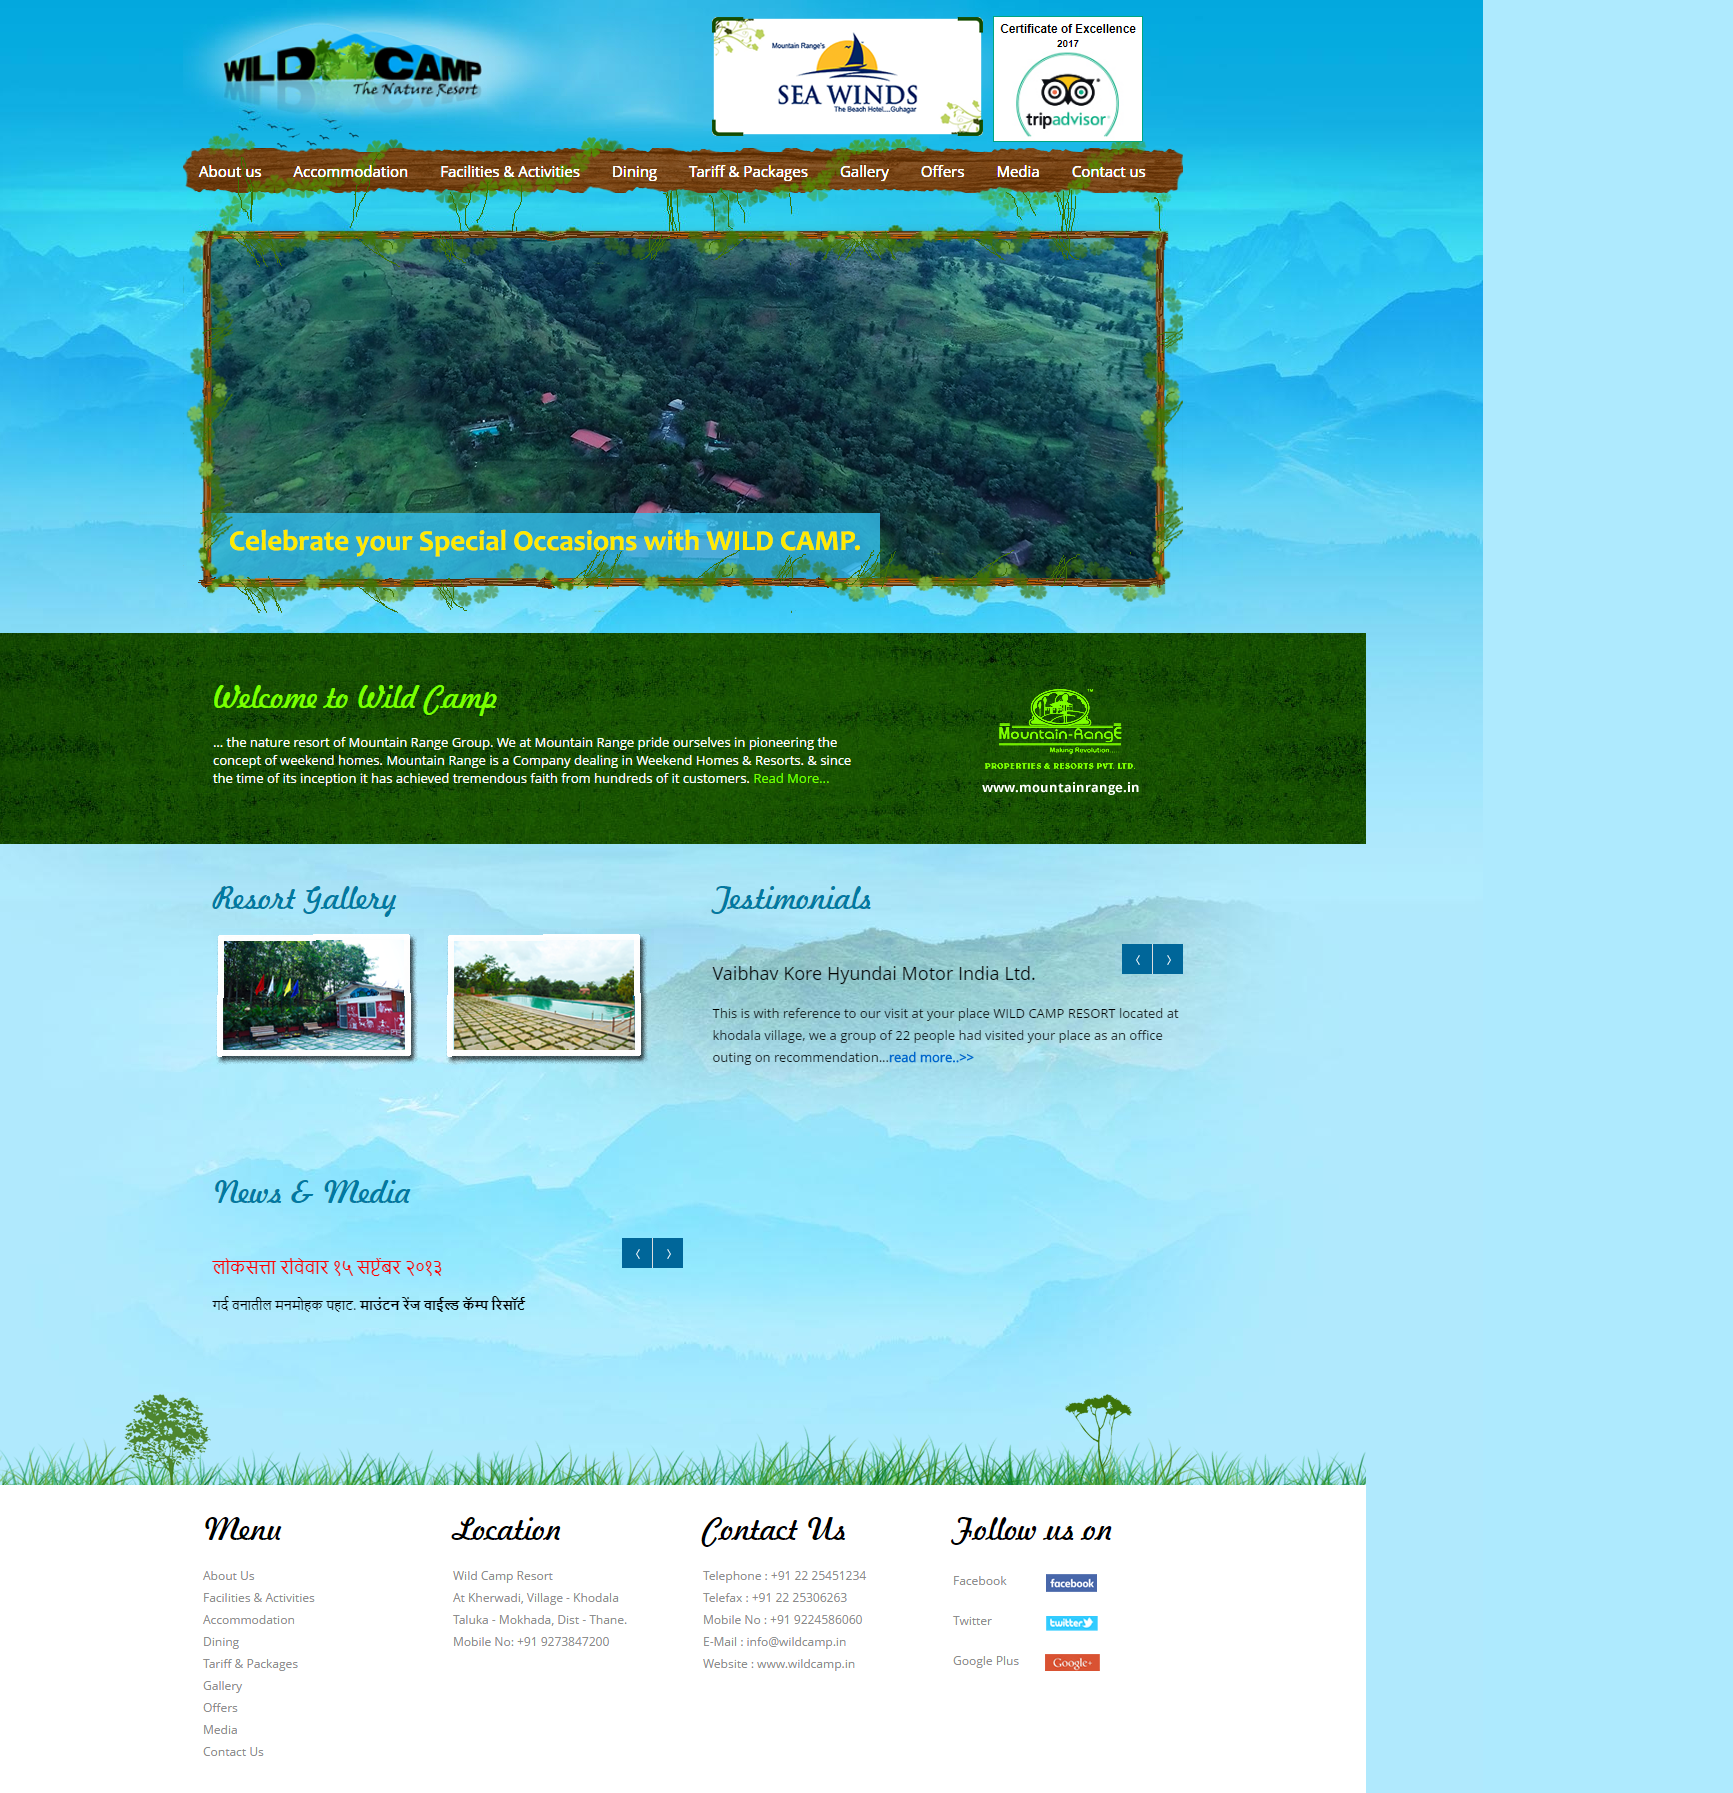 WILD CAMP
The Nature Resort
Mountain Range's
SEA WINDS
The Beach Hotel....Guhagar
Certificate of Excellence
2017
tripadvisor
About us
Accommodation
Facilities & Activities
Dining
Tariff & Packages
Gallery
Offers
Media
Contact us
Celebrate your Special Occasions with WILD CAMP.
Welcome to Wild Camp
... the nature resort of Mountain Range Group. We at Mountain Range pride ourselves in pioneering the
concept of weekend homes. Mountain Range is a Company dealing in Weekend Homes & Resorts. & since
the time of its inception it has achieved tremendous faith from hundreds of it customers. Read More...
Mountain-Range
TM
Making Revolution.....
PROPERTIES & RESORTS PVT. LTD.
www.mountainrange.in
Resort Gallery
Testimonials
Vaibhav Kore Hyundai Motor India Ltd.
This is with reference to our visit at your place WILD CAMP RESORT located at
khodala village, we a group of 22 people had visited your place as an office
outing on recommendation...read more..>>
News & Media
लोकसत्ता रविवार १५ सप्टेंबर २०१३
गर्द वनातील मनमोहक पहाट. माउंटन रेंज वाईल्ड कॅम्प रिसॉर्ट
Menu
About Us
Facilities & Activities
Accommodation
Dining
Tariff & Packages
Gallery
Offers
Media
Contact Us
Location
Wild Camp Resort
At Kherwadi, Village - Khodala
Taluka - Mokhada, Dist - Thane.
Mobile No: +91 9273847200
Contact Us
Telephone : +91 22 25451234
Telefax : +91 22 25306263
Mobile No : +91 9224586060
E-Mail : info@wildcamp.in
Website : www.wildcamp.in
Follow us on
Facebook
facebook
Twitter
twitter
Google Plus
Google+